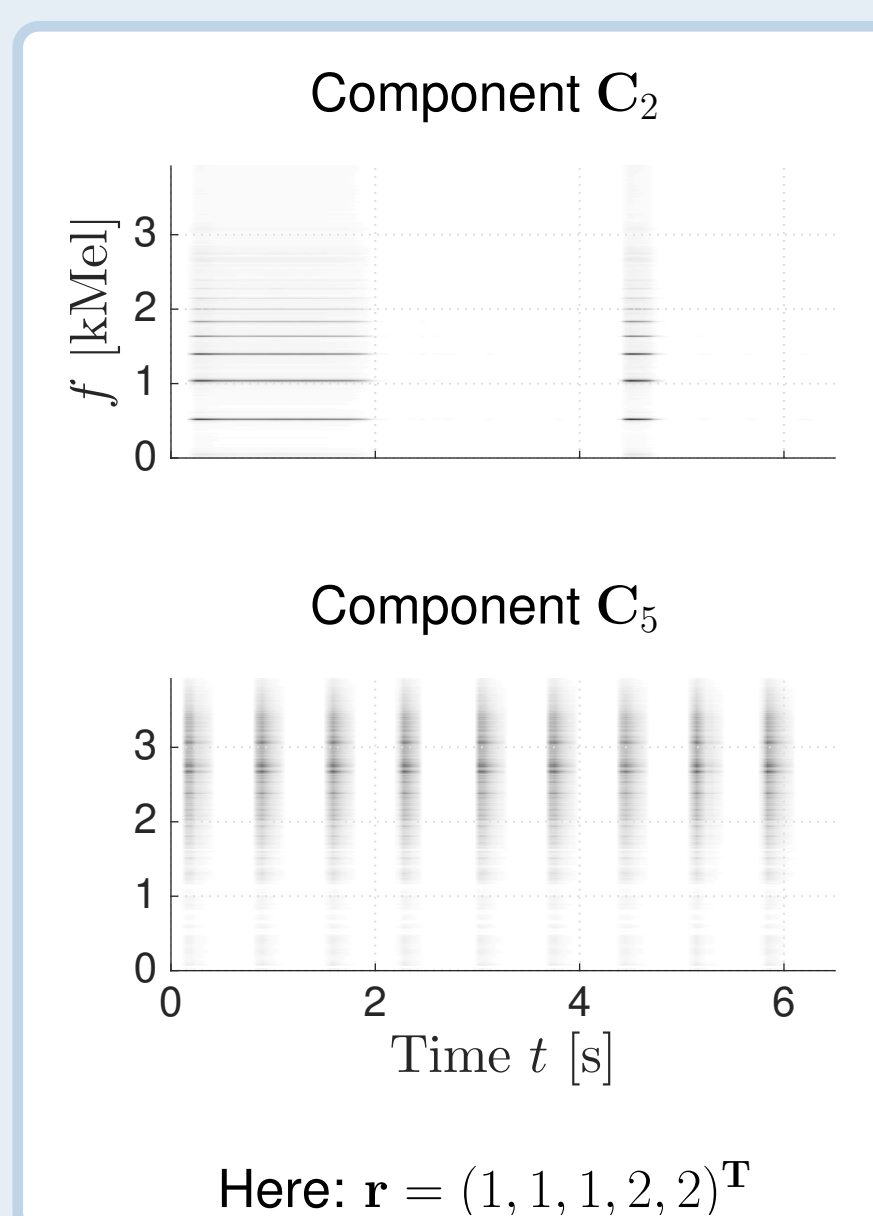 Component C₂
f [kMel]
3
2
1
0
Component C₅
3
2
1
0
0 2 4 6
Time t [s]
Here: r = (1, 1, 1, 2, 2)ᵀ